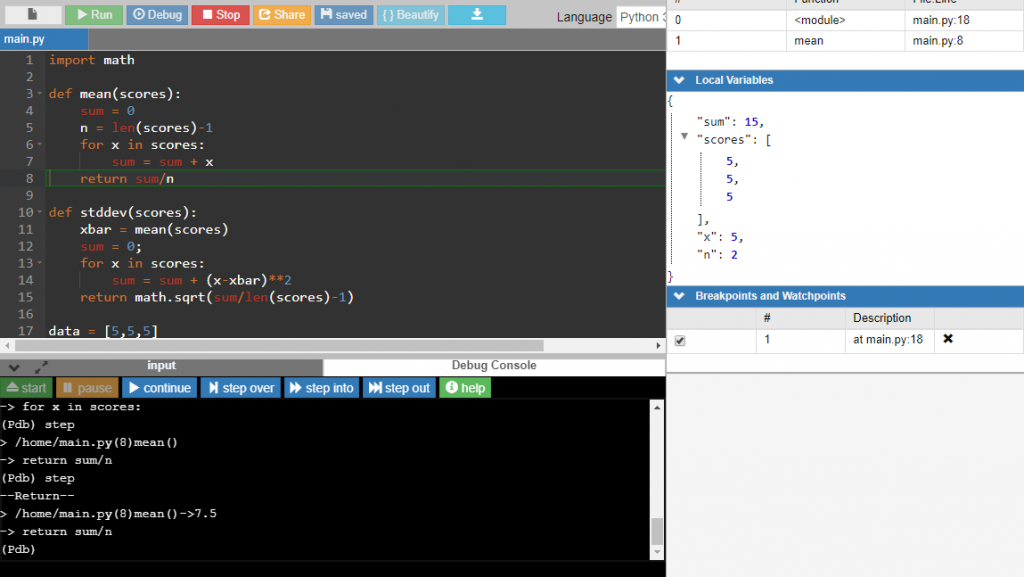 Run Debug Stop Share saved { } Beautify Language Python 3
main.py
1 import math
2
3 def mean(scores):
4 sum = 0
5 n = len(scores)-1
6 for x in scores:
7 sum = sum + x
8 return sum/n
9
10 def stddev(scores):
11 xbar = mean(scores)
12 sum = 0;
13 for x in scores:
14 sum = sum + (x-xbar)**2
15 return math.sqrt(sum/len(scores)-1)
16
17 data = [5,5,5]
input Debug Console
start pause continue step over step into step out help
-> for x in scores:
(Pdb) step
> /home/main.py(8)mean()
-> return sum/n
(Pdb) step
--Return--
> /home/main.py(8)mean()->7.5
-> return sum/n
(Pdb)
# Function File:Line
0 <module> main.py:18
1 mean main.py:8
Local Variables
{
"sum": 15,
"scores": [
5,
5,
5
],
"x": 5,
"n": 2
}
Breakpoints and Watchpoints
# Description
1 at main.py:18